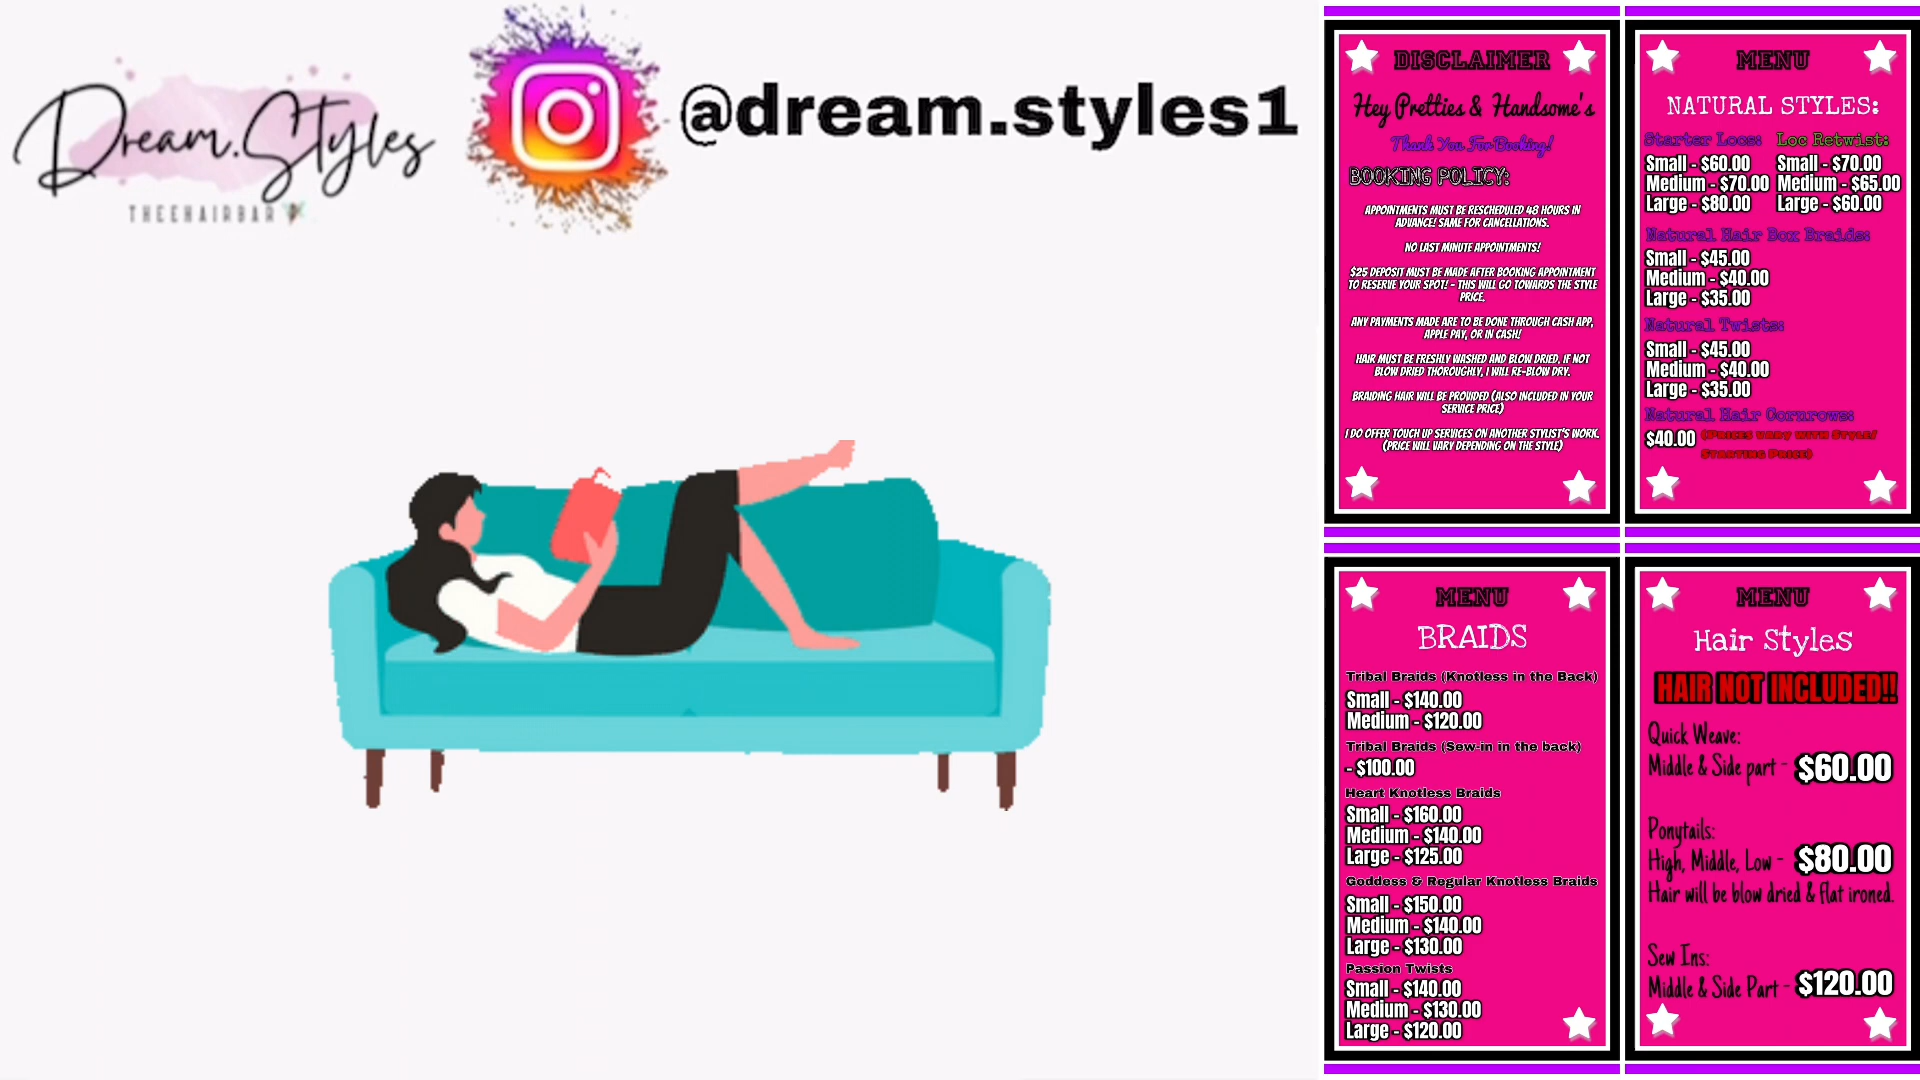 Dream.Styles
THEEHAIRBAR
@dream.styles1
DISCLAIMER
Hey Pretties & Handsome's
Thank You For Booking!
BOOKING POLICY:
APPOINTMENTS MUST BE RESCHEDULED 48 HOURS IN
ADVANCE! SAME FOR CANCELLATIONS.
NO LAST MINUTE APPOINTMENTS!
$25 DEPOSIT MUST BE MADE AFTER BOOKING APPOINTMENT
TO RESERVE YOUR SPOT! - THIS WILL GO TOWARDS THE STYLE
PRICE.
ANY PAYMENTS MADE ARE TO BE DONE THROUGH CASH APP,
APPLE PAY, OR IN CASH!
HAIR MUST BE FRESHLY WASHED AND BLOW DRIED, IF NOT
BLOW DRIED THOROUGHLY, I WILL RE-BLOW DRY.
BRAIDING HAIR WILL BE PROVIDED (ALSO INCLUDED IN YOUR
SERVICE PRICE)
I DO OFFER TOUCH UP SERVICES ON ANOTHER STYLIST'S WORK.
(PRICE WILL VARY DEPENDING ON THE STYLE)
MENU
NATURAL STYLES:
Starter Locs:
Small - $60.00
Medium - $70.00
Large - $80.00
Loc Retwist:
Small - $70.00
Medium - $65.00
Large - $60.00
Natural Hair Box Braids:
Small - $45.00
Medium - $40.00
Large - $35.00
Natural Twists:
Small - $45.00
Medium - $40.00
Large - $35.00
Natural Hair Cornrows:
$40.00 (Prices vary with Style/
Starting Price)
MENU
BRAIDS
Tribal Braids (Knotless in the Back)
Small - $140.00
Medium - $120.00
Tribal Braids (Sew-in in the back)
- $100.00
Heart Knotless Braids
Small - $160.00
Medium - $140.00
Large - $125.00
Goddess & Regular Knotless Braids
Small - $150.00
Medium - $140.00
Large - $130.00
Passion Twists
Small - $140.00
Medium - $130.00
Large - $120.00
MENU
Hair Styles
HAIR NOT INCLUDED!!
Quick Weave:
Middle & Side part - $60.00
Ponytails:
High, Middle, Low - $80.00
Hair will be blow dried & flat ironed.
Sew Ins:
Middle & Side Part - $120.00